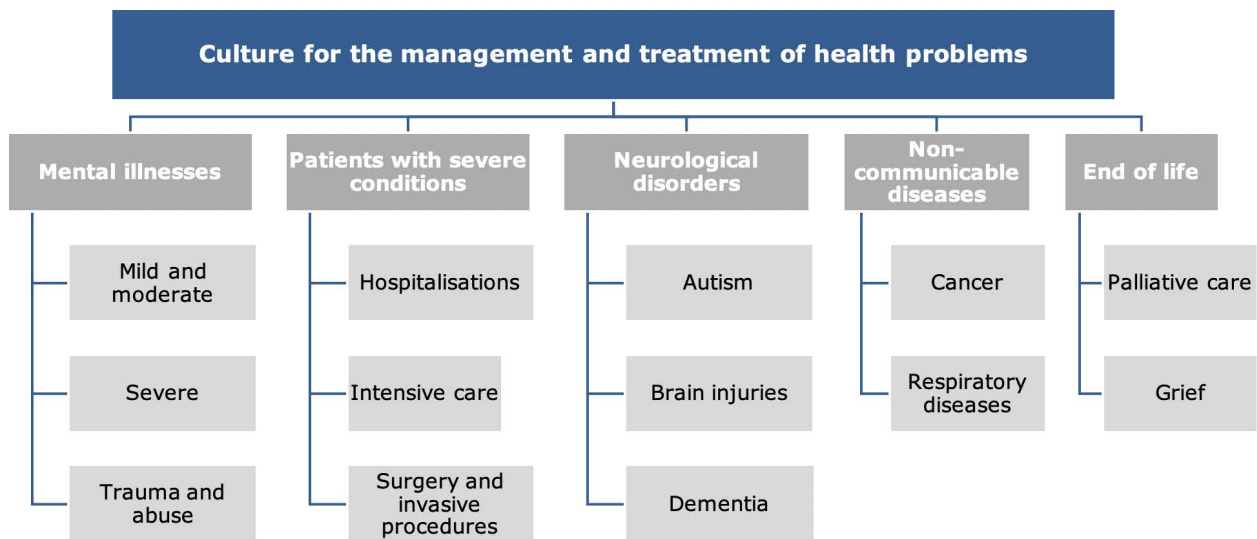 Culture for the management and treatment of health problems
Mental illnesses
Mild and
moderate
Severe
Trauma and
abuse
Patients with severe
conditions
Hospitalisations
Intensive care
Surgery and
invasive
procedures
Neurological
disorders
Autism
Brain injuries
Dementia
Non-
communicable
diseases
Cancer
Respiratory
diseases
End of life
Palliative care
Grief